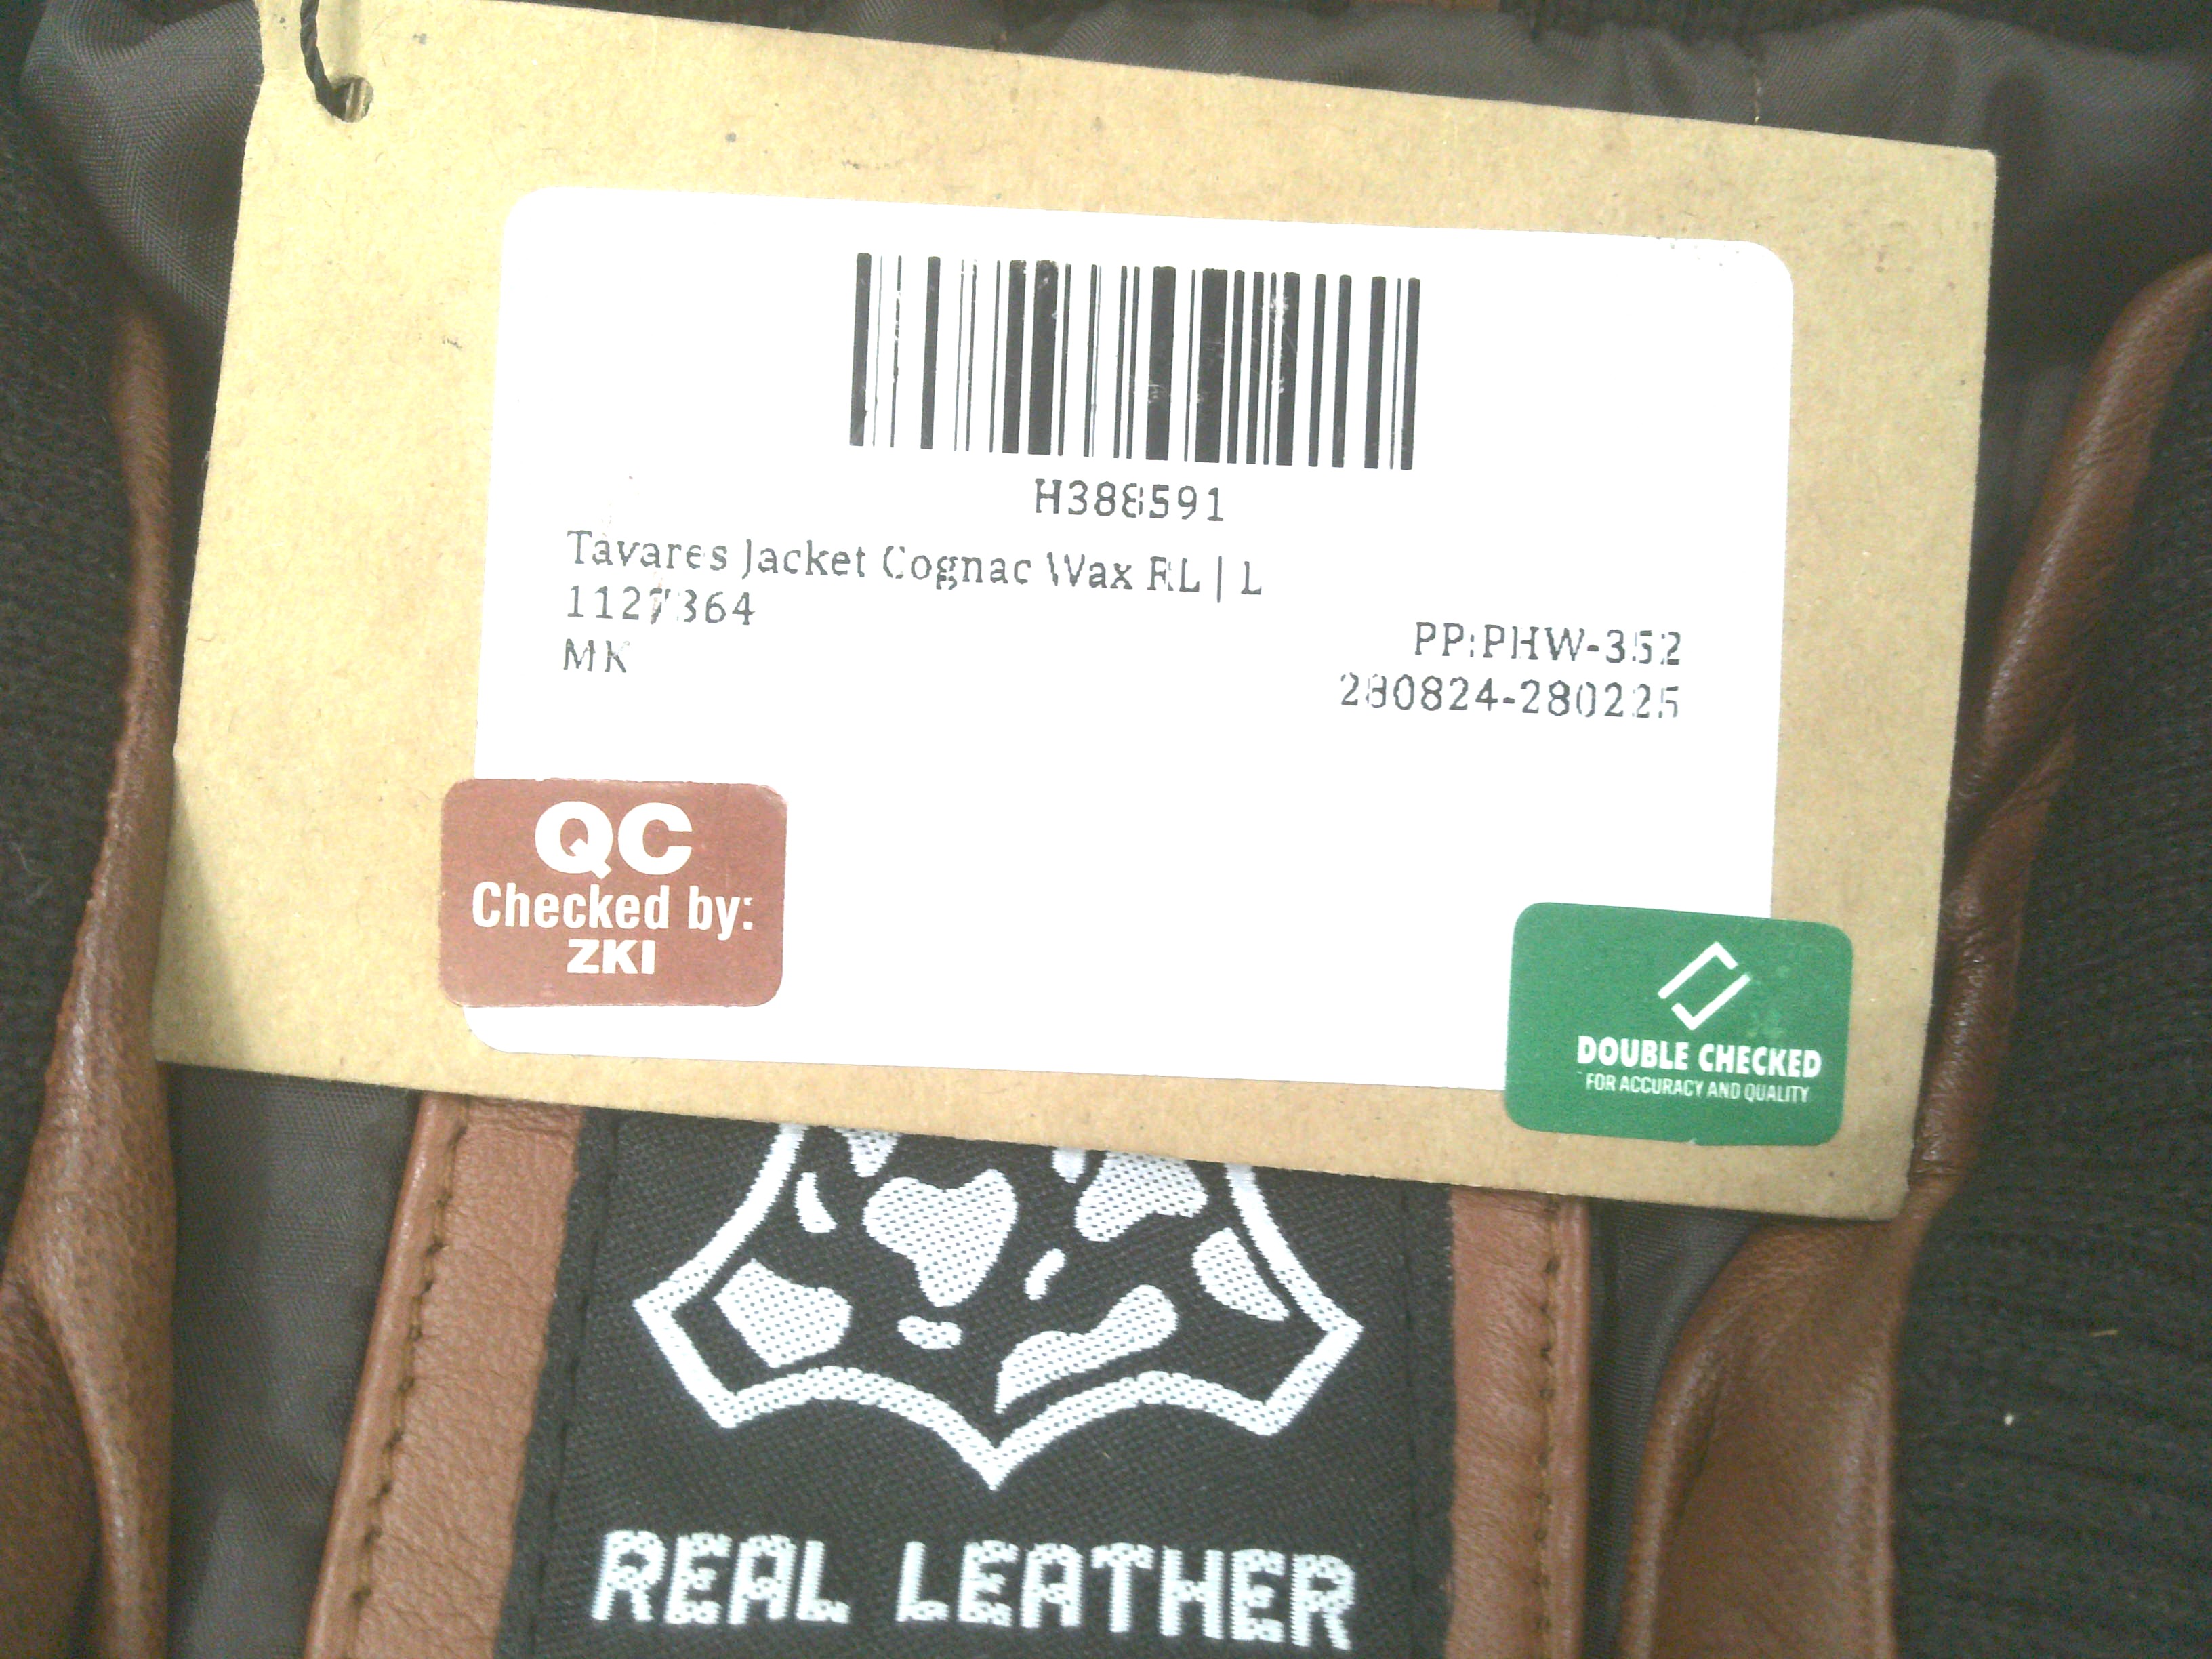 H388591
Tavares Jacket Cognac Wax RL | L
1127364
MK
PP:PHW-352
280824-280225
QC
Checked by:
ZKI
DOUBLE CHECKED
FOR ACCURACY AND QUALITY
REAL LEATHER